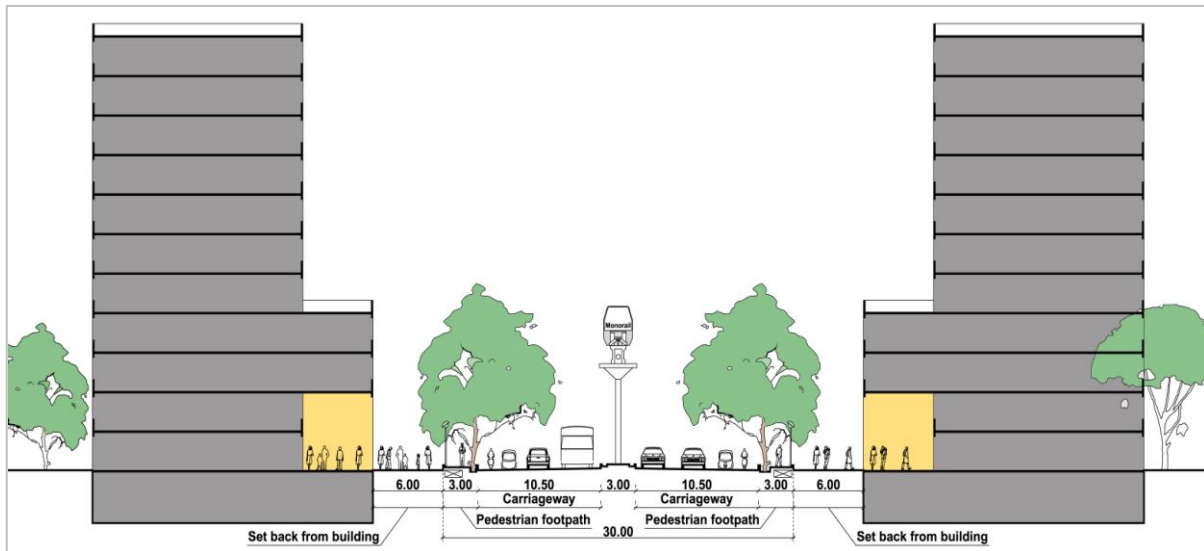 Monorail
6.00 3.00 10.50 3.00 10.50 3.00 6.00
Carriageway Carriageway
Pedestrian footpath Pedestrian footpath
Set back from building 30.00 Set back from building